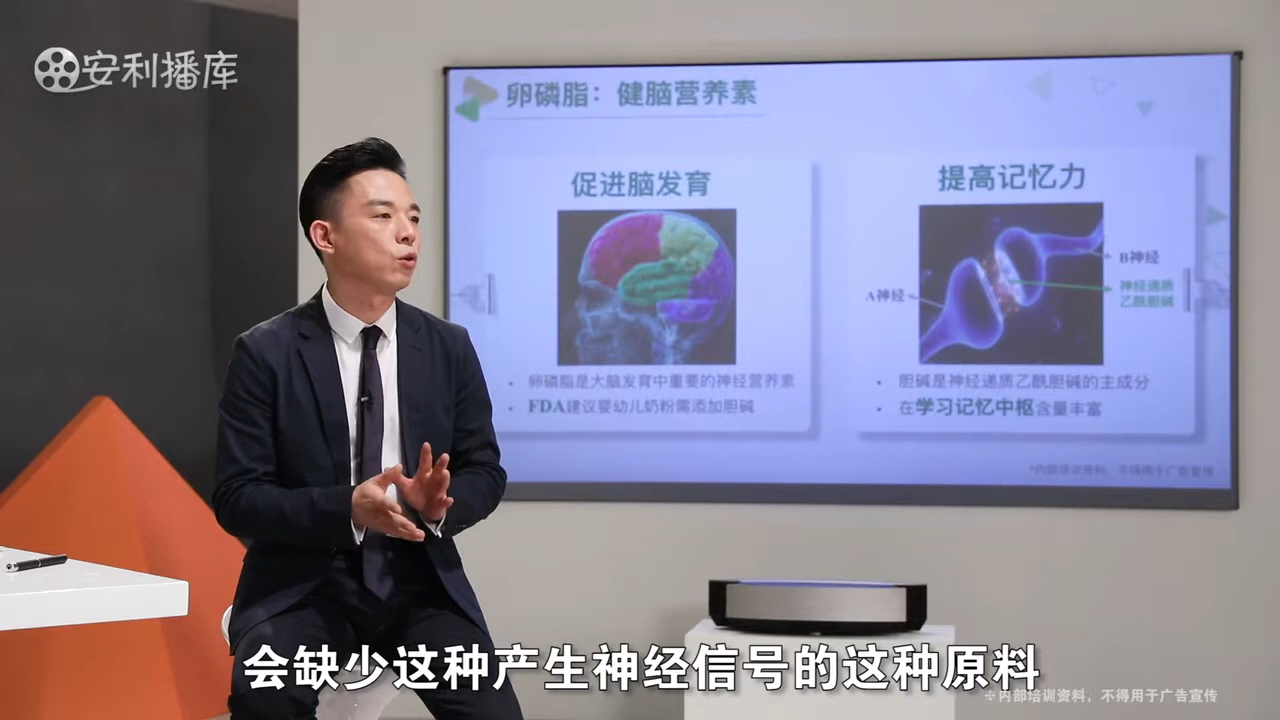 安利播库
卵磷脂：健脑营养素
促进脑发育
提高记忆力
A神经
B神经
神经递质
乙酰胆碱
• 卵磷脂是大脑发育中重要的神经营养素
• FDA建议婴幼儿奶粉需添加胆碱
• 胆碱是神经递质乙酰胆碱的主成分
• 在学习记忆中枢含量丰富
*内部培训资料，不得用于广告宣传
会缺少这种产生神经信号的这种原料
※内部培训资料，不得用于广告宣传